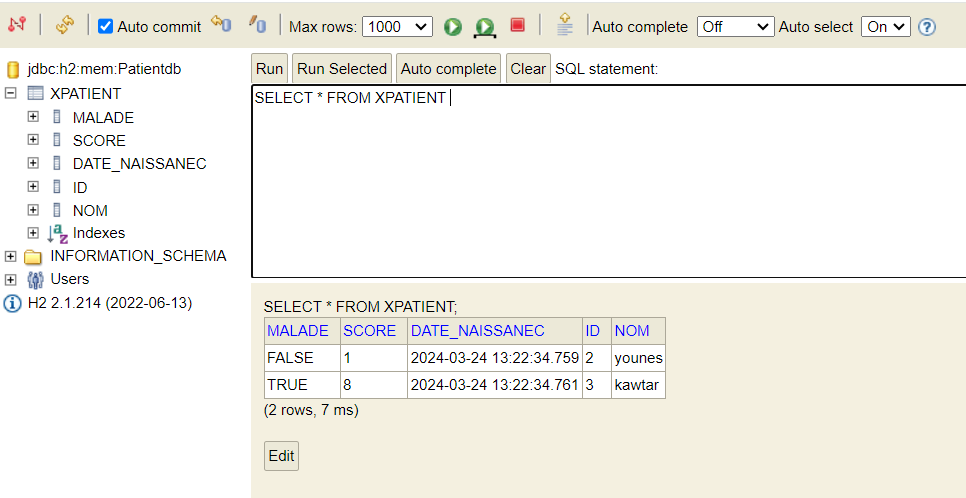 Auto commit Max rows: 1000 Auto complete Off Auto select On ?
jdbc:h2:mem:Patientdb
XPATIENT
MALADE
SCORE
DATE_NAISSANEC
ID
NOM
Indexes
INFORMATION_SCHEMA
Users
H2 2.1.214 (2022-06-13)
Run Run Selected Auto complete Clear SQL statement:
SELECT * FROM XPATIENT
SELECT * FROM XPATIENT;
MALADE SCORE DATE_NAISSANEC ID NOM
FALSE 1 2024-03-24 13:22:34.759 2 younes
TRUE 8 2024-03-24 13:22:34.761 3 kawtar
(2 rows, 7 ms)
Edit